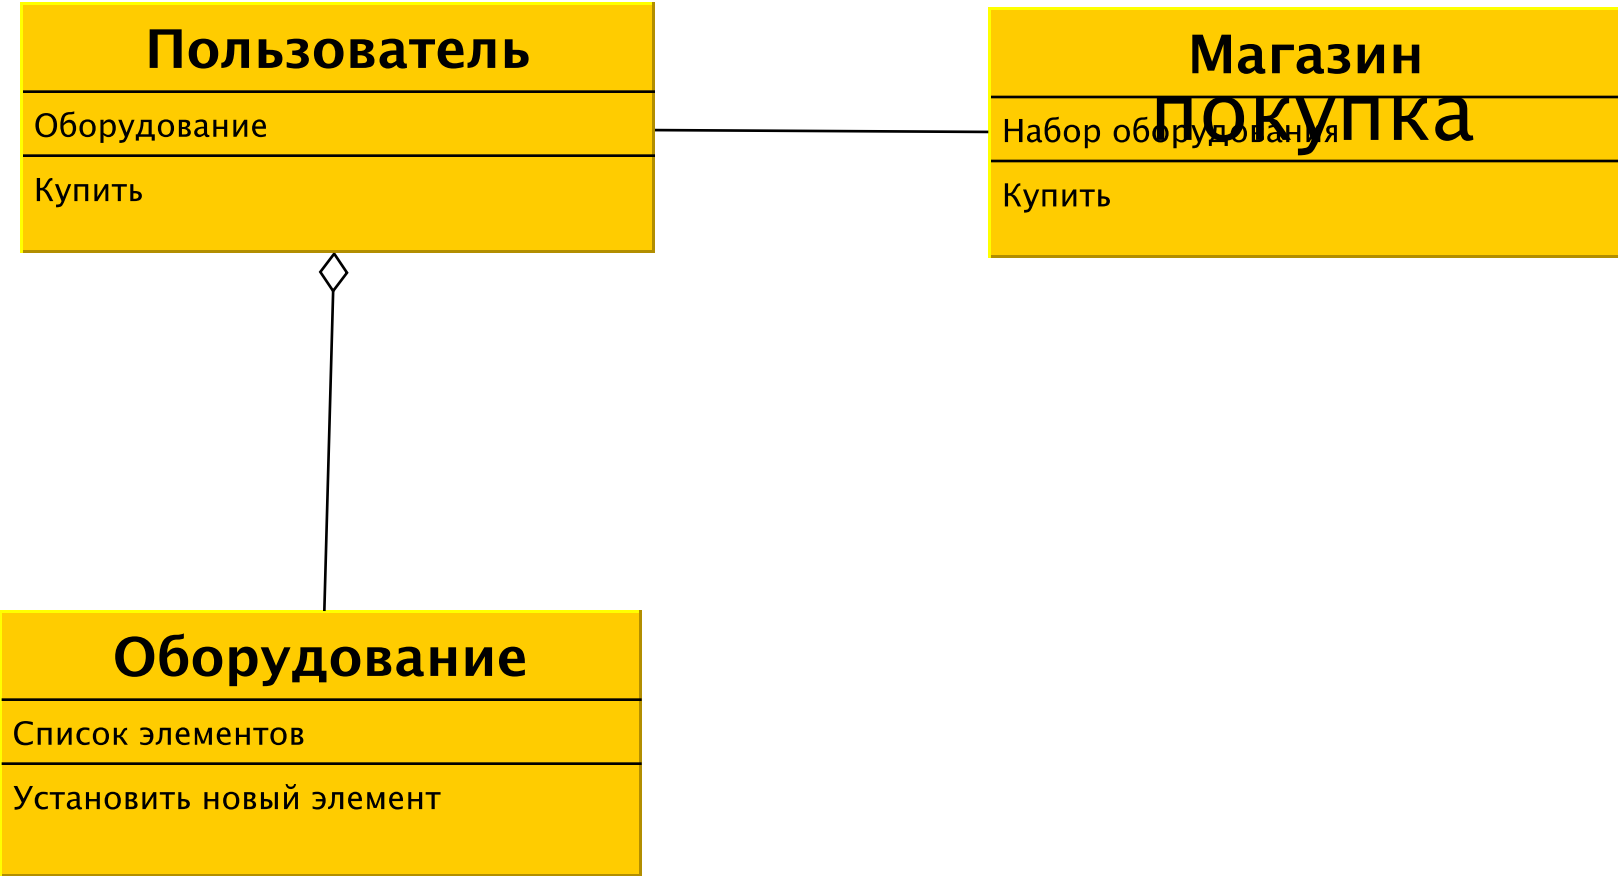 Пользователь
Оборудование
Купить
Магазин
покупка
Набор оборудования
Купить
Оборудование
Список элементов
Установить новый элемент